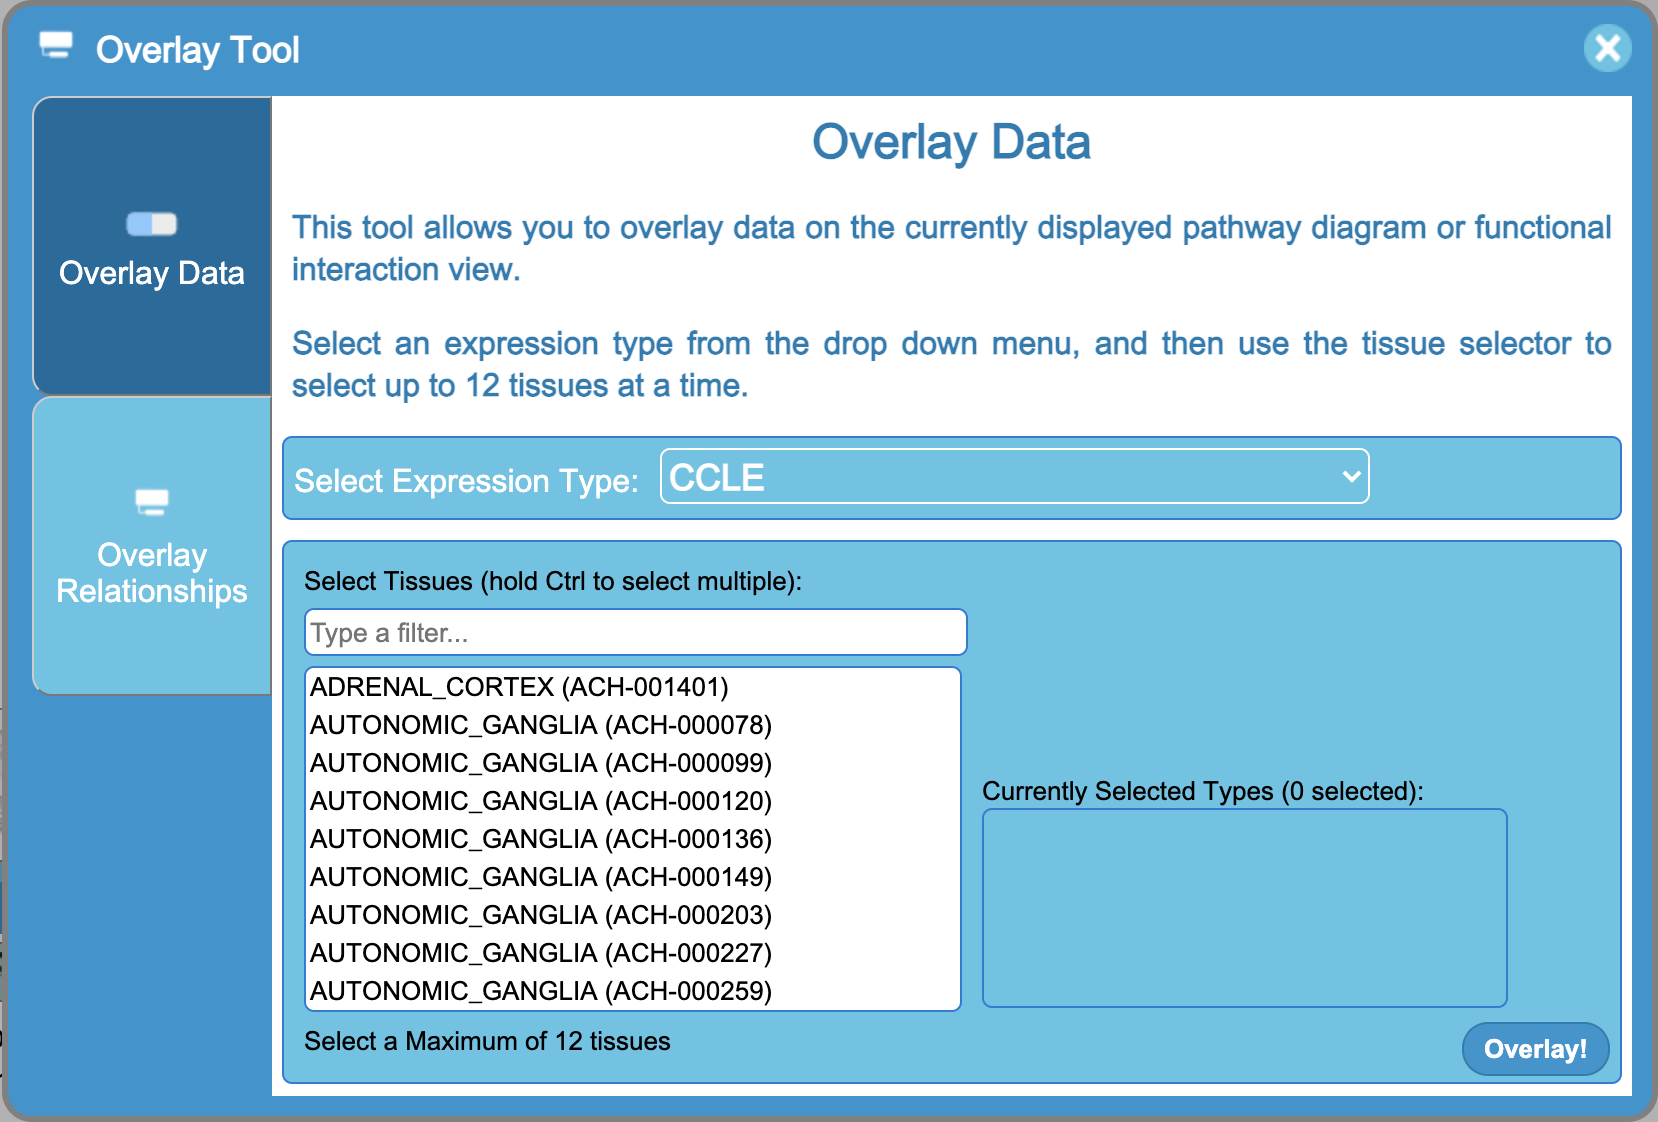 Overlay Tool
Overlay Data
Overlay
Relationships
Overlay Data
This tool allows you to overlay data on the currently displayed pathway diagram or functional
interaction view.
Select an expression type from the drop down menu, and then use the tissue selector to
select up to 12 tissues at a time.
Select Expression Type: CCLE
Select Tissues (hold Ctrl to select multiple):
Type a filter...
ADRENAL_CORTEX (ACH-001401)
AUTONOMIC_GANGLIA (ACH-000078)
AUTONOMIC_GANGLIA (ACH-000099)
AUTONOMIC_GANGLIA (ACH-000120)
AUTONOMIC_GANGLIA (ACH-000136)
AUTONOMIC_GANGLIA (ACH-000149)
AUTONOMIC_GANGLIA (ACH-000203)
AUTONOMIC_GANGLIA (ACH-000227)
AUTONOMIC_GANGLIA (ACH-000259)
Select a Maximum of 12 tissues
Currently Selected Types (0 selected):
Overlay!